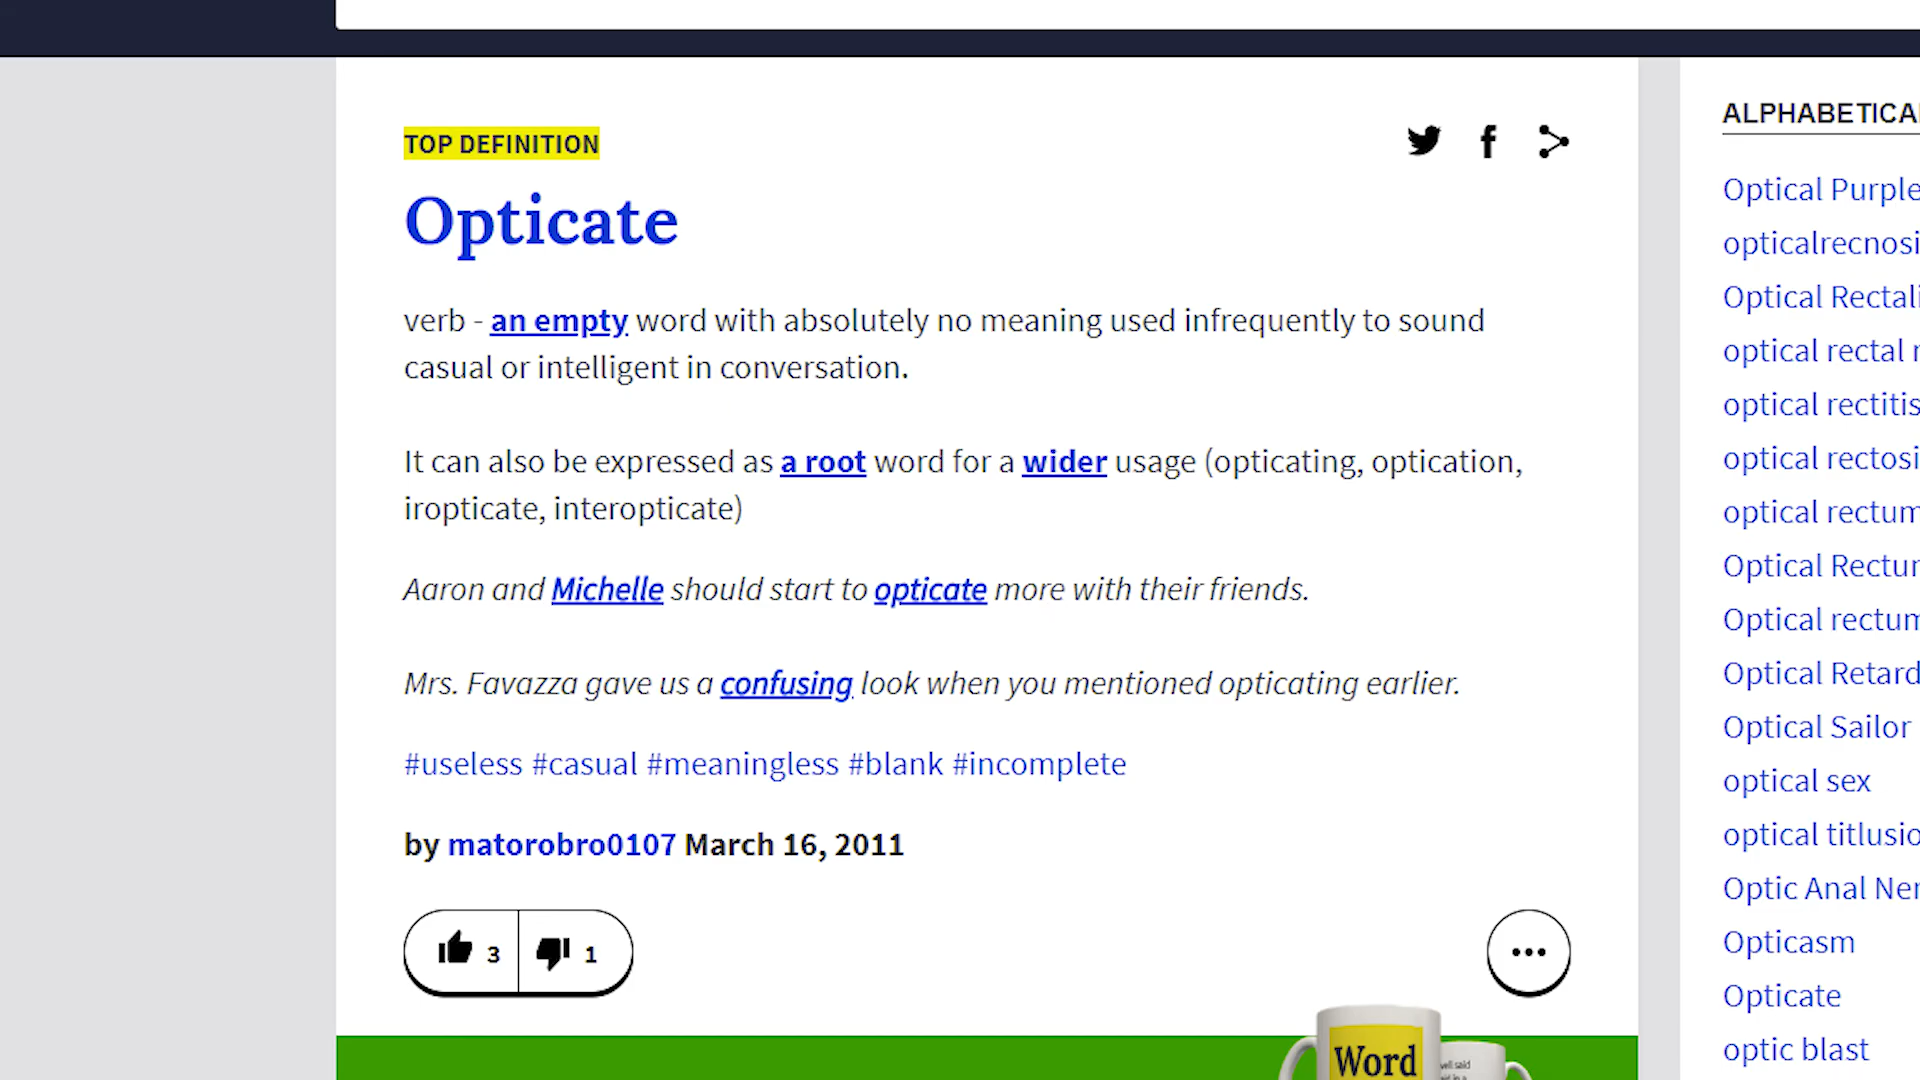 TOP DEFINITION
Opticate
verb - an empty word with absolutely no meaning used infrequently to sound
casual or intelligent in conversation.
It can also be expressed as a root word for a wider usage (opticating, optication,
iropticate, interopticate)
Aaron and Michelle should start to opticate more with their friends.
Mrs. Favazza gave us a confusing look when you mentioned opticating earlier.
#useless #casual #meaningless #blank #incomplete
by matorobro0107 March 16, 2011
3 1
Word
ALPHABETICA
Optical Purple
opticalrecnosi
Optical Rectali
optical rectal
optical rectitis
optical rectosi
optical rectum
Optical Rectu
Optical rectum
Optical Retard
Optical Sailor
optical sex
optical titlusio
Optic Anal Ner
Opticasm
Opticate
optic blast